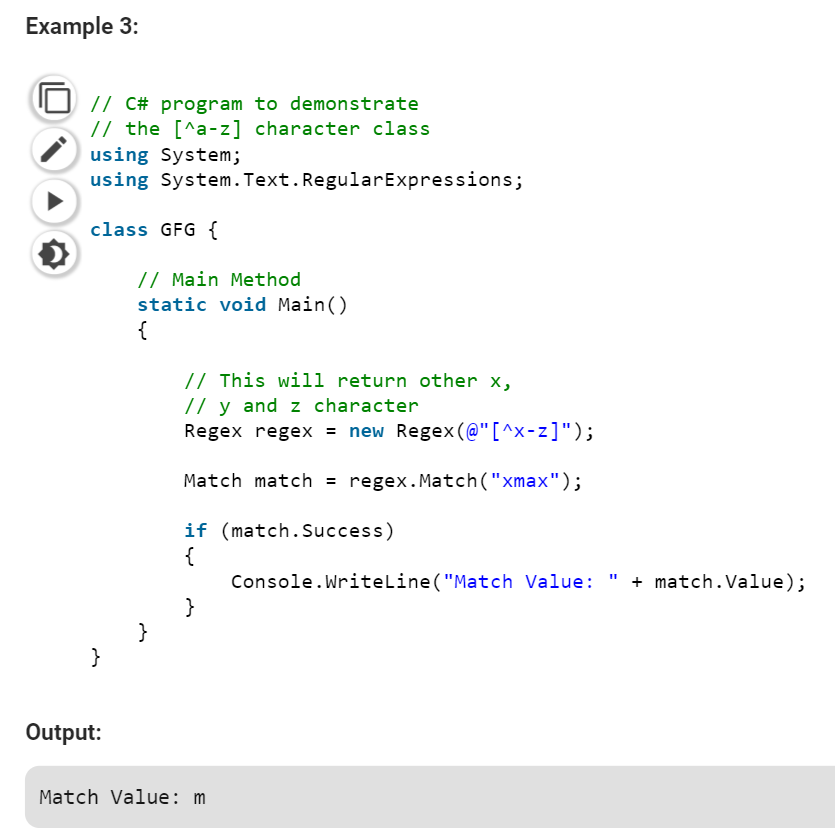 Example 3:
// C# program to demonstrate
// the [^a-z] character class
using System;
using System.Text.RegularExpressions;
class GFG {
// Main Method
static void Main()
{
// This will return other x,
// y and z character
Regex regex = new Regex(@"[^x-z]");
Match match = regex.Match("xmax");
if (match.Success)
{
Console.WriteLine("Match Value: " + match.Value);
}
}
}
Output:
Match Value: m